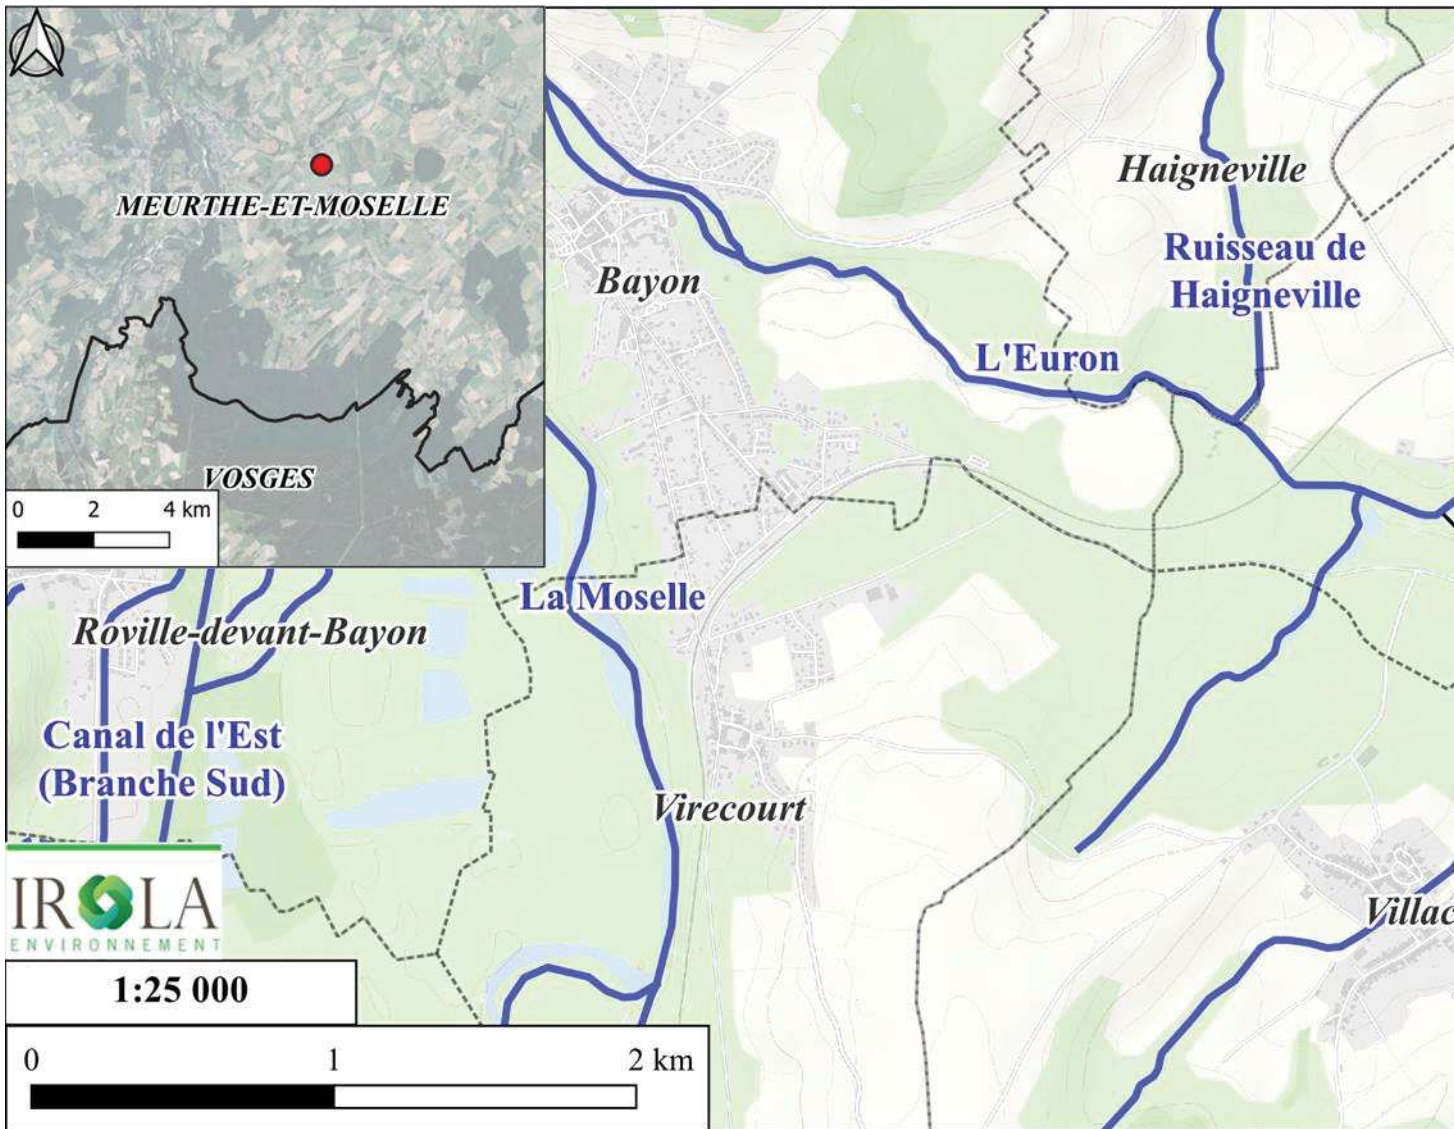 MEURTHE-ET-MOSELLE
VOSGES
0 2 4 km
Haigneville
Ruisseau de
Haigneville
Bayon
L'Euron
La Moselle
Roville-devant-Bayon
Canal de l'Est
(Branche Sud)
Virecourt
Villac
IROLA
ENVIRONNEMENT
1:25 000
0 1 2 km